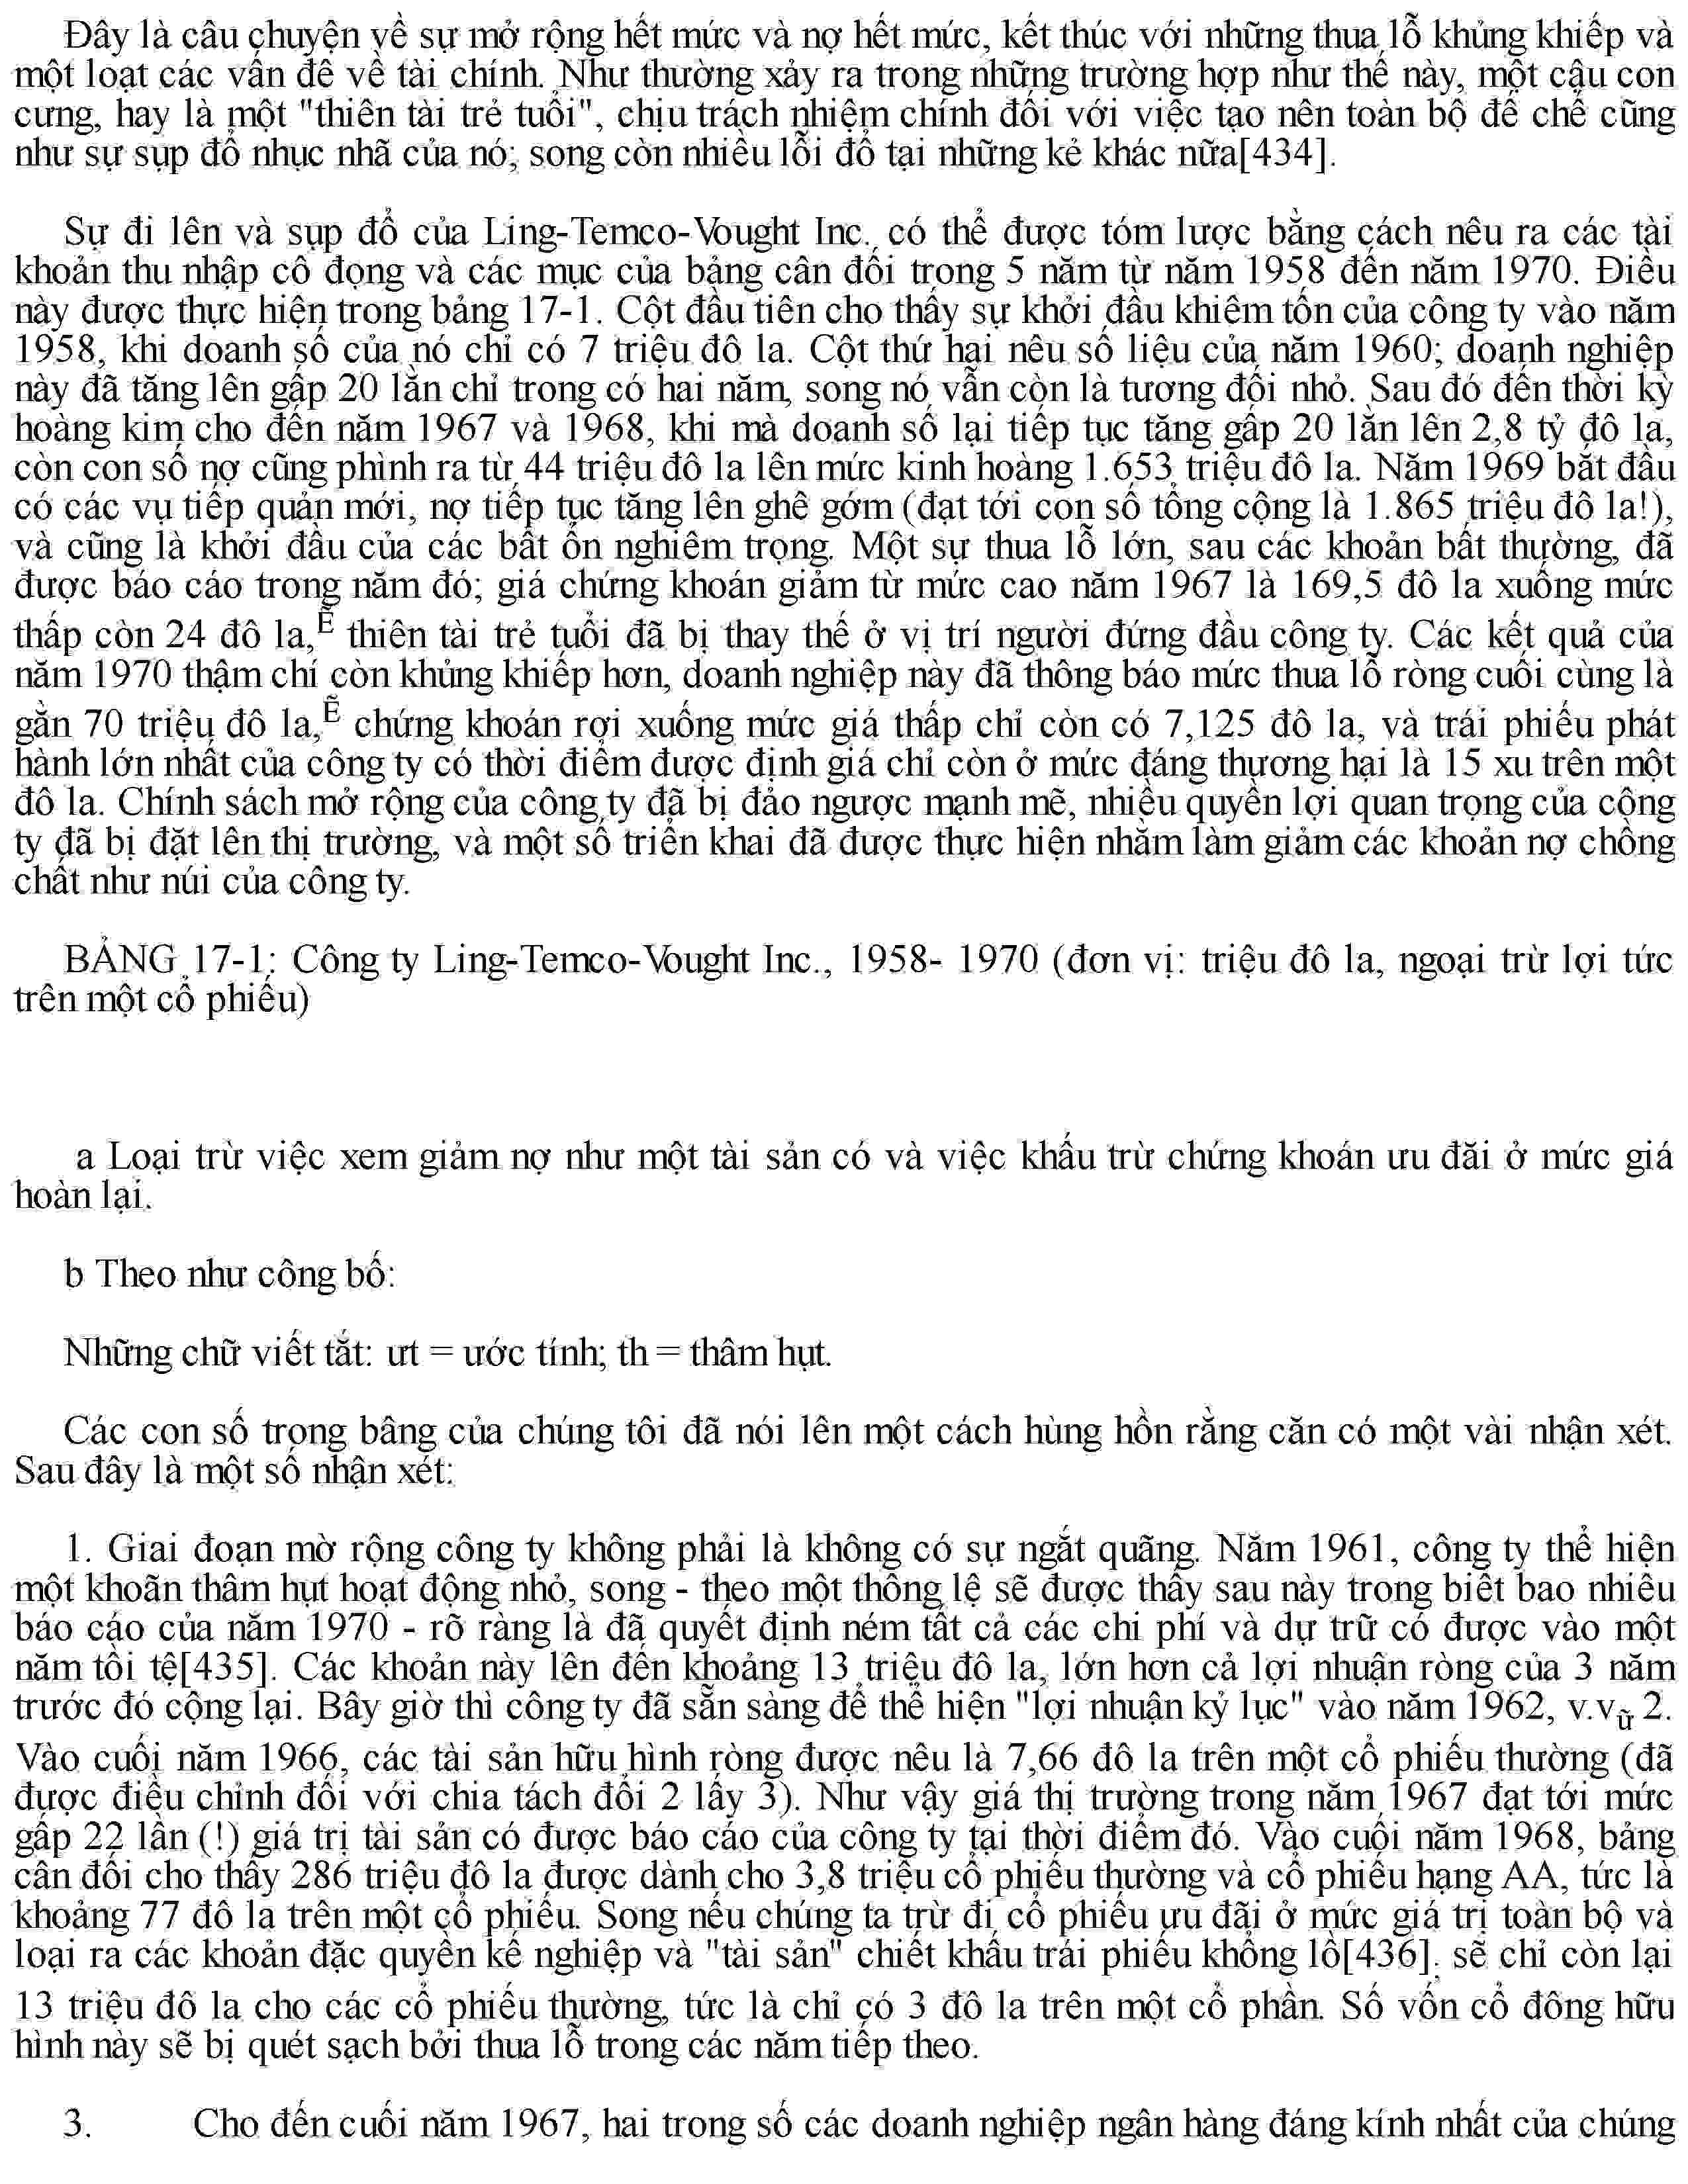 Đây là câu chuyện về sự mở rộng hết mức và nợ hết mức, kết thúc với những thua lỗ khủng khiếp và
một loạt các vấn đề về tài chính. Như thường xảy ra trong những trường hợp như thế này, một cậu con
cưng, hay là một "thiên tài trẻ tuổi", chịu trách nhiệm chính đối với việc tạo nên toàn bộ đế chế cũng
như sự sụp đổ nhục nhã của nó; song còn nhiều lỗi đổ tại những kẻ khác nữa[434].
Sự đi lên và sụp đổ của Ling-Temco-Vought Inc. có thể được tóm lược bằng cách nêu ra các tài
khoản thu nhập cô đọng và các mục của bảng cân đối trong 5 năm từ năm 1958 đến năm 1970. Điều
này được thực hiện trong bảng 17-1. Cột đầu tiên cho thấy sự khởi đầu khiêm tốn của công ty vào năm
1958, khi doanh số của nó chỉ có 7 triệu đô la. Cột thứ hai nêu số liệu của năm 1960; doanh nghiệp
này đã tăng lên gấp 20 lần chỉ trong có hai năm, song nó vẫn còn là tương đối nhỏ. Sau đó đến thời kỳ
hoàng kim cho đến năm 1967 và 1968, khi mà doanh số lại tiếp tục tăng gấp 20 lần lên 2,8 tỷ đô la,
còn con số nợ cũng phình ra từ 44 triệu đô la lên mức kinh hoàng 1.653 triệu đô la. Năm 1969 bắt đầu
có các vụ tiếp quản mới, nợ tiếp tục tăng lên ghê gớm (đạt tới con số tổng cộng là 1.865 triệu đô la!),
và cũng là khởi đầu của các bất ổn nghiêm trọng. Một sự thua lỗ lớn, sau các khoản bất thường, đã
được báo cáo trong năm đó; giá chứng khoán giảm từ mức cao năm 1967 là 169,5 đô la xuống mức
thấp còn 24 đô la,Ễ thiên tài trẻ tuổi đã bị thay thế ở vị trí người đứng đầu công ty. Các kết quả của
năm 1970 thậm chí còn khủng khiếp hơn, doanh nghiệp này đã thông báo mức thua lỗ ròng cuối cùng là
gần 70 triệu đô la,Ễ chứng khoán rơi xuống mức giá thấp chỉ còn có 7,125 đô la, và trái phiếu phát
hành lớn nhất của công ty có thời điểm được định giá chỉ còn ở mức đáng thương hại là 15 xu trên một
đô la. Chính sách mở rộng của công ty đã bị đảo ngược mạnh mẽ, nhiều quyền lợi quan trọng của công
ty đã bị đặt lên thị trường, và một số triển khai đã được thực hiện nhằm làm giảm các khoản nợ chồng
chất như núi của công ty.
BẢNG 17-1: Công ty Ling-Temco-Vought Inc., 1958- 1970 (đơn vị: triệu đô la, ngoại trừ lợi tức
trên một cổ phiếu)
a Loại trừ việc xem giảm nợ như một tài sản có và việc khấu trừ chứng khoán ưu đãi ở mức giá
hoàn lại.
b Theo như công bố:
Những chữ viết tắt: ưt = ước tính; th = thâm hụt.
Các con số trong bâng của chúng tôi đã nói lên một cách hùng hồn rằng căn có một vài nhận xét.
Sau đây là một số nhận xét:
1. Giai đoạn mờ rộng công ty không phải là không có sự ngắt quãng. Năm 1961, công ty thể hiện
một khoãn thâm hụt hoạt động nhỏ, song - theo một thông lệ sẽ được thấy sau này trong biết bao nhiêu
báo cáo của năm 1970 - rõ ràng là đã quyết định ném tất cả các chi phí và dự trữ có được vào một
năm tồi tệ[435]. Các khoản này lên đến khoảng 13 triệu đô la, lớn hơn cả lợi nhuận ròng của 3 năm
trước đó cộng lại. Bây giờ thì công ty đã sẵn sàng để thể hiện "lợi nhuận kỷ lục" vào năm 1962, v.vữ 2.
Vào cuối năm 1966, các tài sản hữu hình ròng được nêu là 7,66 đô la trên một cổ phiếu thường (đã
được điều chỉnh đối với chia tách đổi 2 lấy 3). Như vậy giá thị trường trong năm 1967 đạt tới mức
gấp 22 lần (!) giá trị tài sản có được báo cáo của công ty tại thời điểm đó. Vào cuối năm 1968, bảng
cân đối cho thấy 286 triệu đô la được dành cho 3,8 triệu cổ phiếu thường và cổ phiếu hạng AA, tức là
khoảng 77 đô la trên một cổ phiếu. Song nếu chúng ta trừ đi cổ phiếu ưu đãi ở mức giá trị toàn bộ và
loại ra các khoản đặc quyền kế nghiệp và "tài sản" chiết khấu trái phiếu khổng lồ[436]. sẽ chỉ còn lại
13 triệu đô la cho các cổ phiếu thường, tức là chỉ có 3 đô la trên một cổ phần. Số vốn cổ đông hữu
hình này sẽ bị quét sạch bởi thua lỗ trong các năm tiếp theo.
3. Cho đến cuối năm 1967, hai trong số các doanh nghiệp ngân hàng đáng kính nhất của chúng